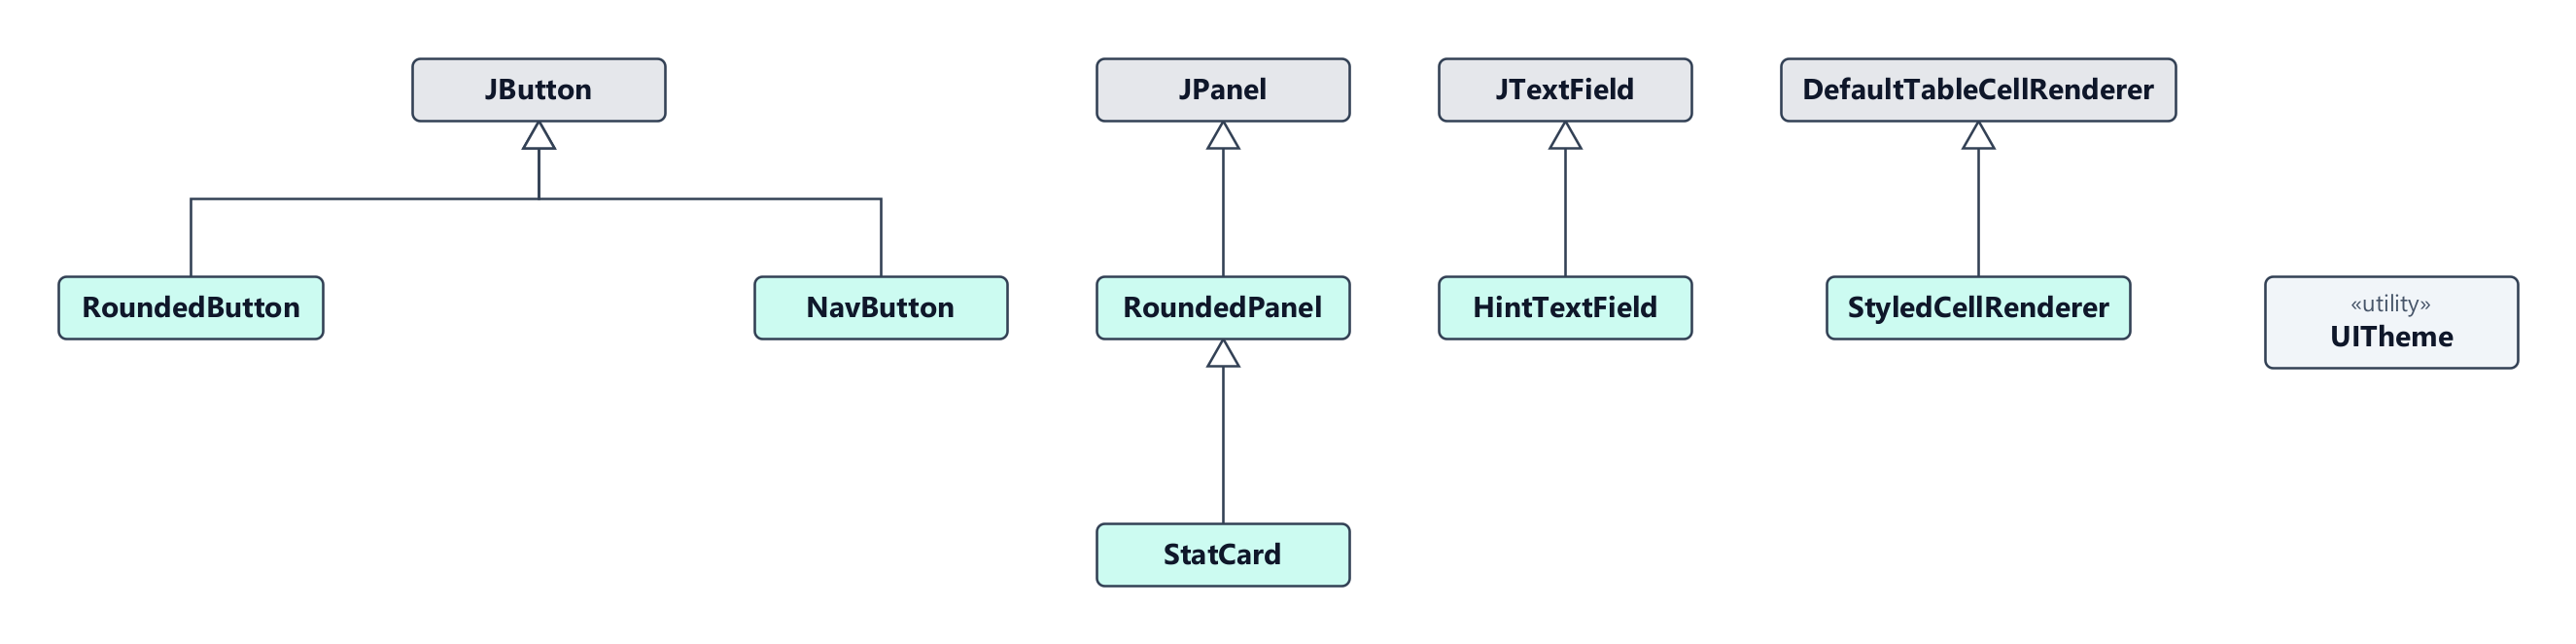 JButton
JPanel
JTextField
DefaultTableCellRenderer
RoundedButton
NavButton
RoundedPanel
HintTextField
StyledCellRenderer
«utility»
UITheme
StatCard